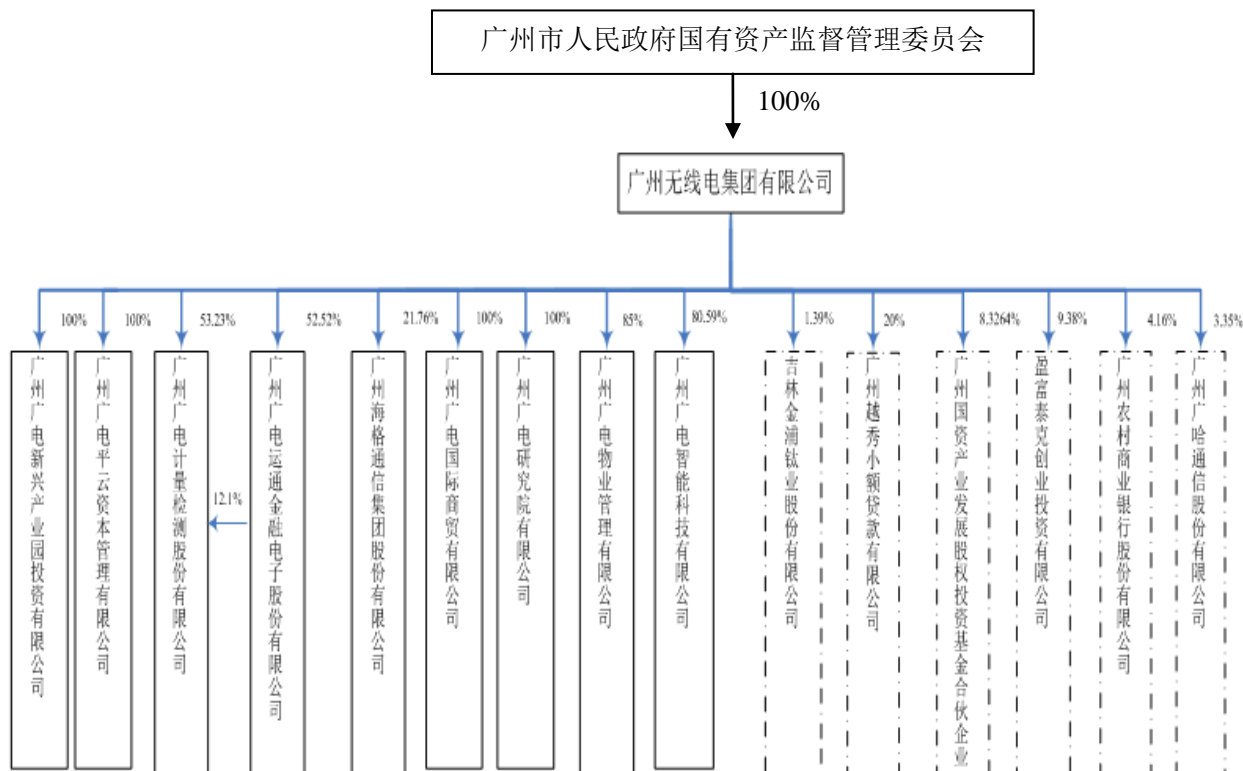 广州市人民政府国有资产监督管理委员会
100%
广州无线电集团有限公司
100%
100%
53.23%
52.52%
21.76%
100%
100%
85%
80.59%
1.39%
20%
8.3264%
9.38%
4.16%
3.35%
广州广电新兴产业园投资有限公司
广州广电平云资本管理有限公司
广州广电计量检测股份有限公司
12.1%
广州广电运通金融电子股份有限公司
广州海格通信集团股份有限公司
广州广电国际商贸有限公司
广州广电研究院有限公司
广州广电物业管理有限公司
广州广电智能科技有限公司
吉林金浦钛业股份有限公司
广州越秀小额贷款有限公司
广州国资产业发展股权投资基金合伙企业
盈富泰克创业投资有限公司
广州农村商业银行股份有限公司
广州广哈通信股份有限公司